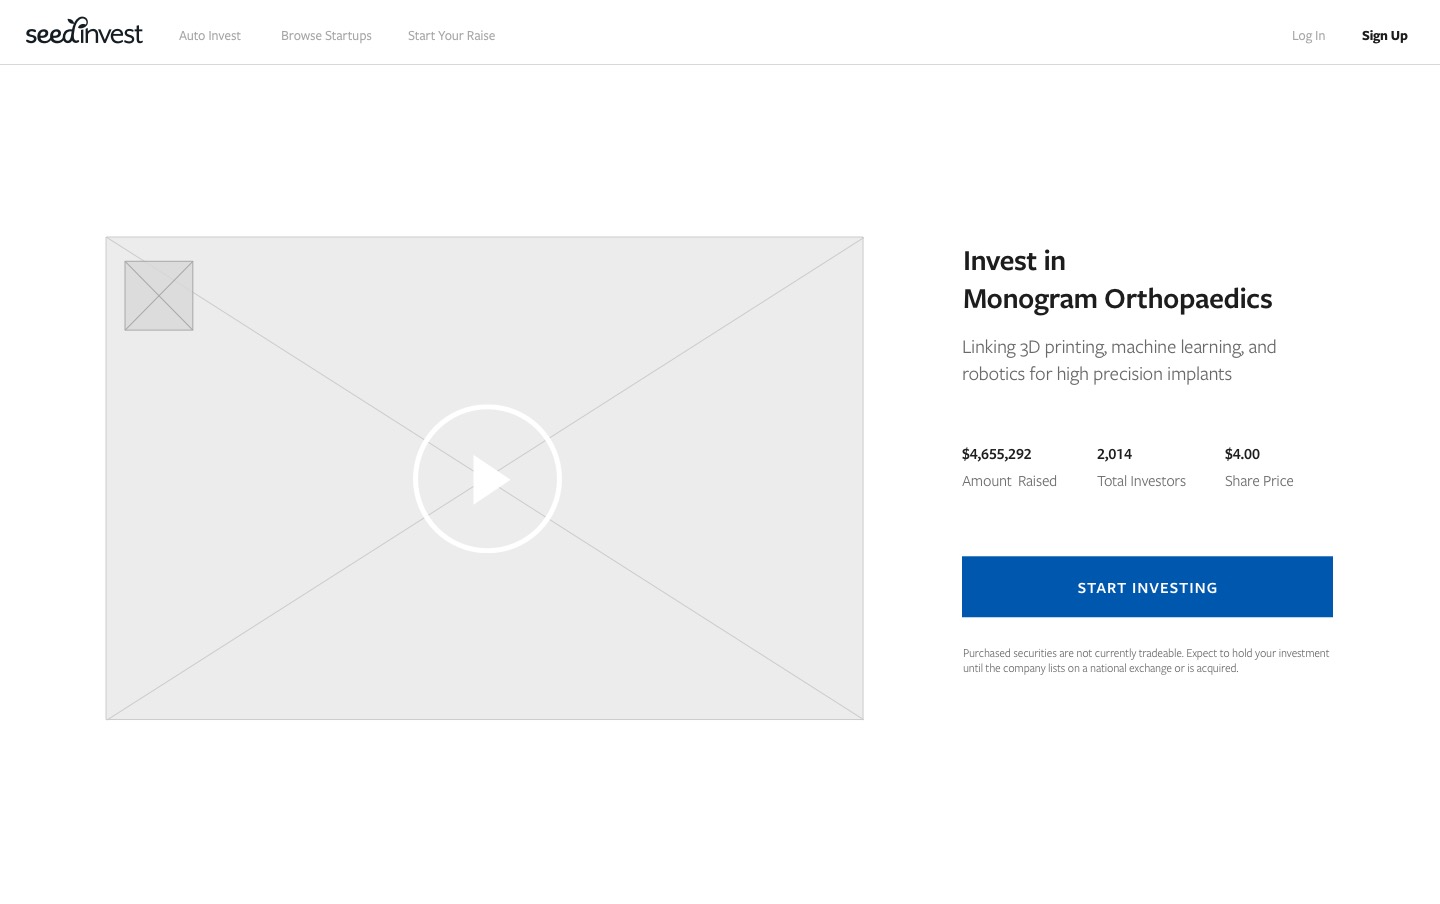 seedinvest
Auto Invest
Browse Startups
Start Your Raise
Log In
Sign Up
Invest in
Monogram Orthopaedics
Linking 3D printing, machine learning, and
robotics for high precision implants
$4,655,292
Amount Raised
2,014
Total Investors
$4.00
Share Price
START INVESTING
Purchased securities are not currently tradeable. Expect to hold your investment
until the company lists on a national exchange or is acquired.